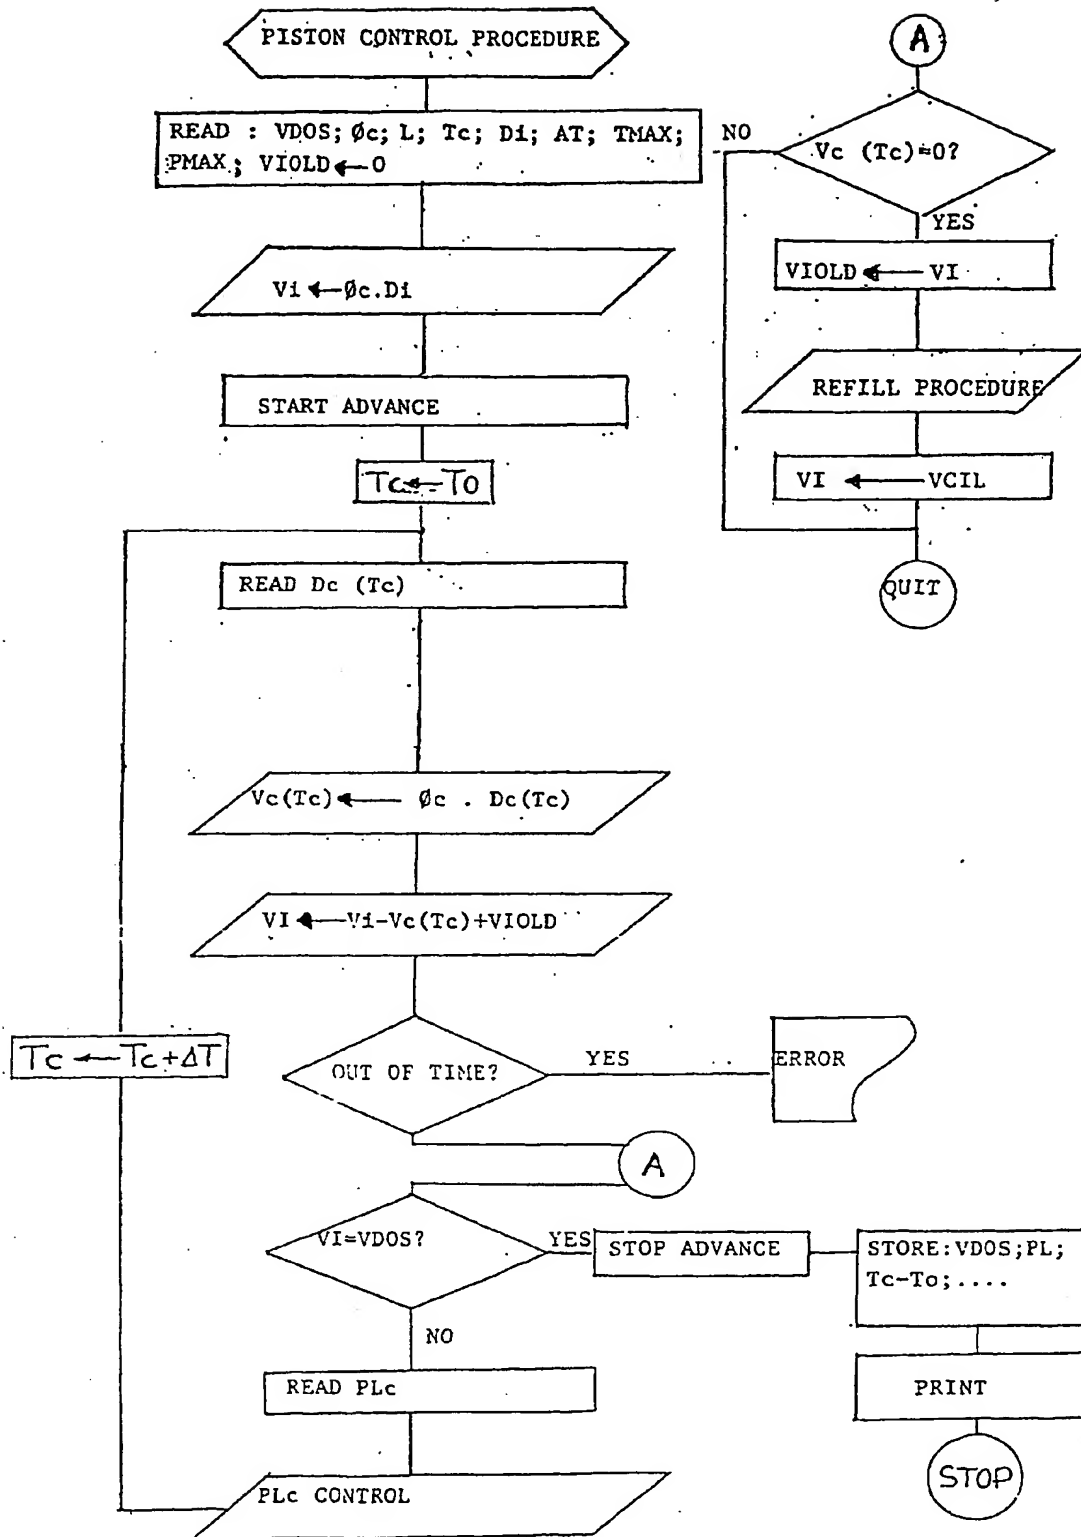 PISTON CONTROL PROCEDURE
READ : VDOS; Øc; L; Tc; Di; AT; TMAX;
PMAX; VIOLD ← 0
Vi ← Øc.Di
START ADVANCE
Tc ← To
READ Dc (Tc)
Vc(Tc) ← Øc . Dc(Tc)
VI ← Vi-Vc(Tc)+VIOLD
Tc ← Tc+ΔT
OUT OF TIME?
YES
ERROR
A
VI=VDOS?
YES
STOP ADVANCE
STORE:VDOS;PL;
Tc-To;....
NO
READ PLc
PRINT
PLc CONTROL
STOP
A
NO
Vc (Tc)=0?
YES
VIOLD ← VI
REFILL PROCEDURE
VI ← VCIL
QUIT